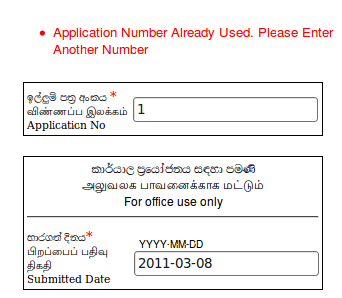 Application Number Already Used. Please Enter
Another Number
ඉල්ලුම් පත්‍ර අංකය *
விண்ணப்ப இலக்கம்
Application No
1
කාර්යාල ප්‍රයෝජනය සඳහා පමණි
அலுவலக பாவனைக்காக மட்டும்
For office use only
භාරගත් දිනය*
பிறப்பைப் பதிவு
திகதி
Submitted Date
YYYY-MM-DD
2011-03-08